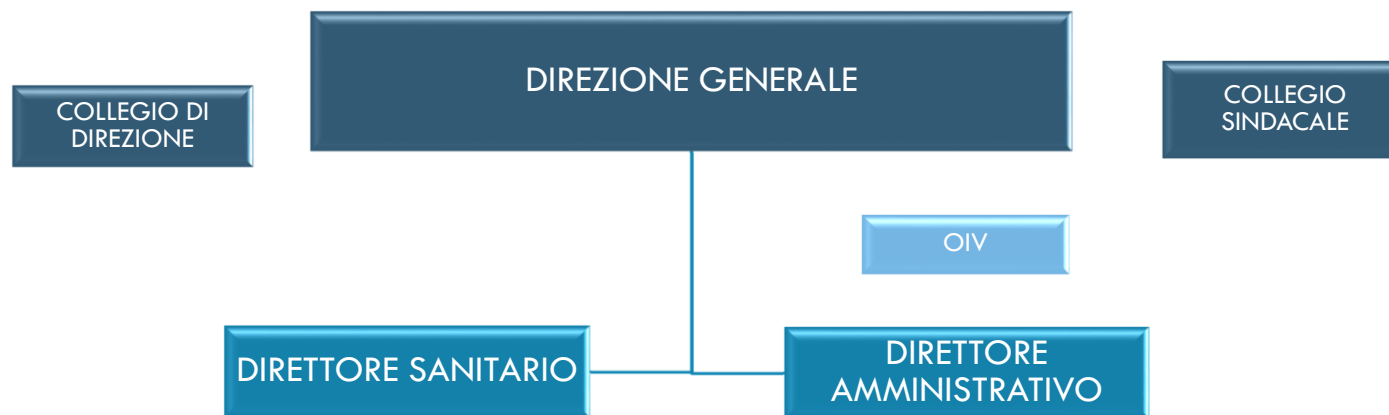 DIREZIONE GENERALE
COLLEGIO DI
DIREZIONE
COLLEGIO
SINDACALE
OIV
DIRETTORE SANITARIO
DIRETTORE
AMMINISTRATIVO